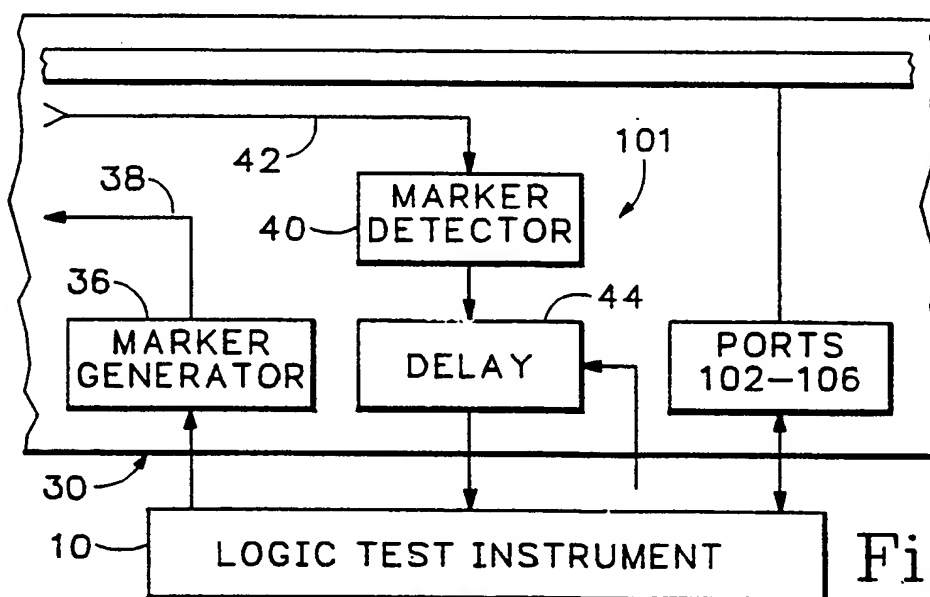 42
101
38
MARKER
DETECTOR
40
36
44
MARKER
GENERATOR
DELAY
PORTS
102-106
30
10
LOGIC TEST INSTRUMENT
Fi